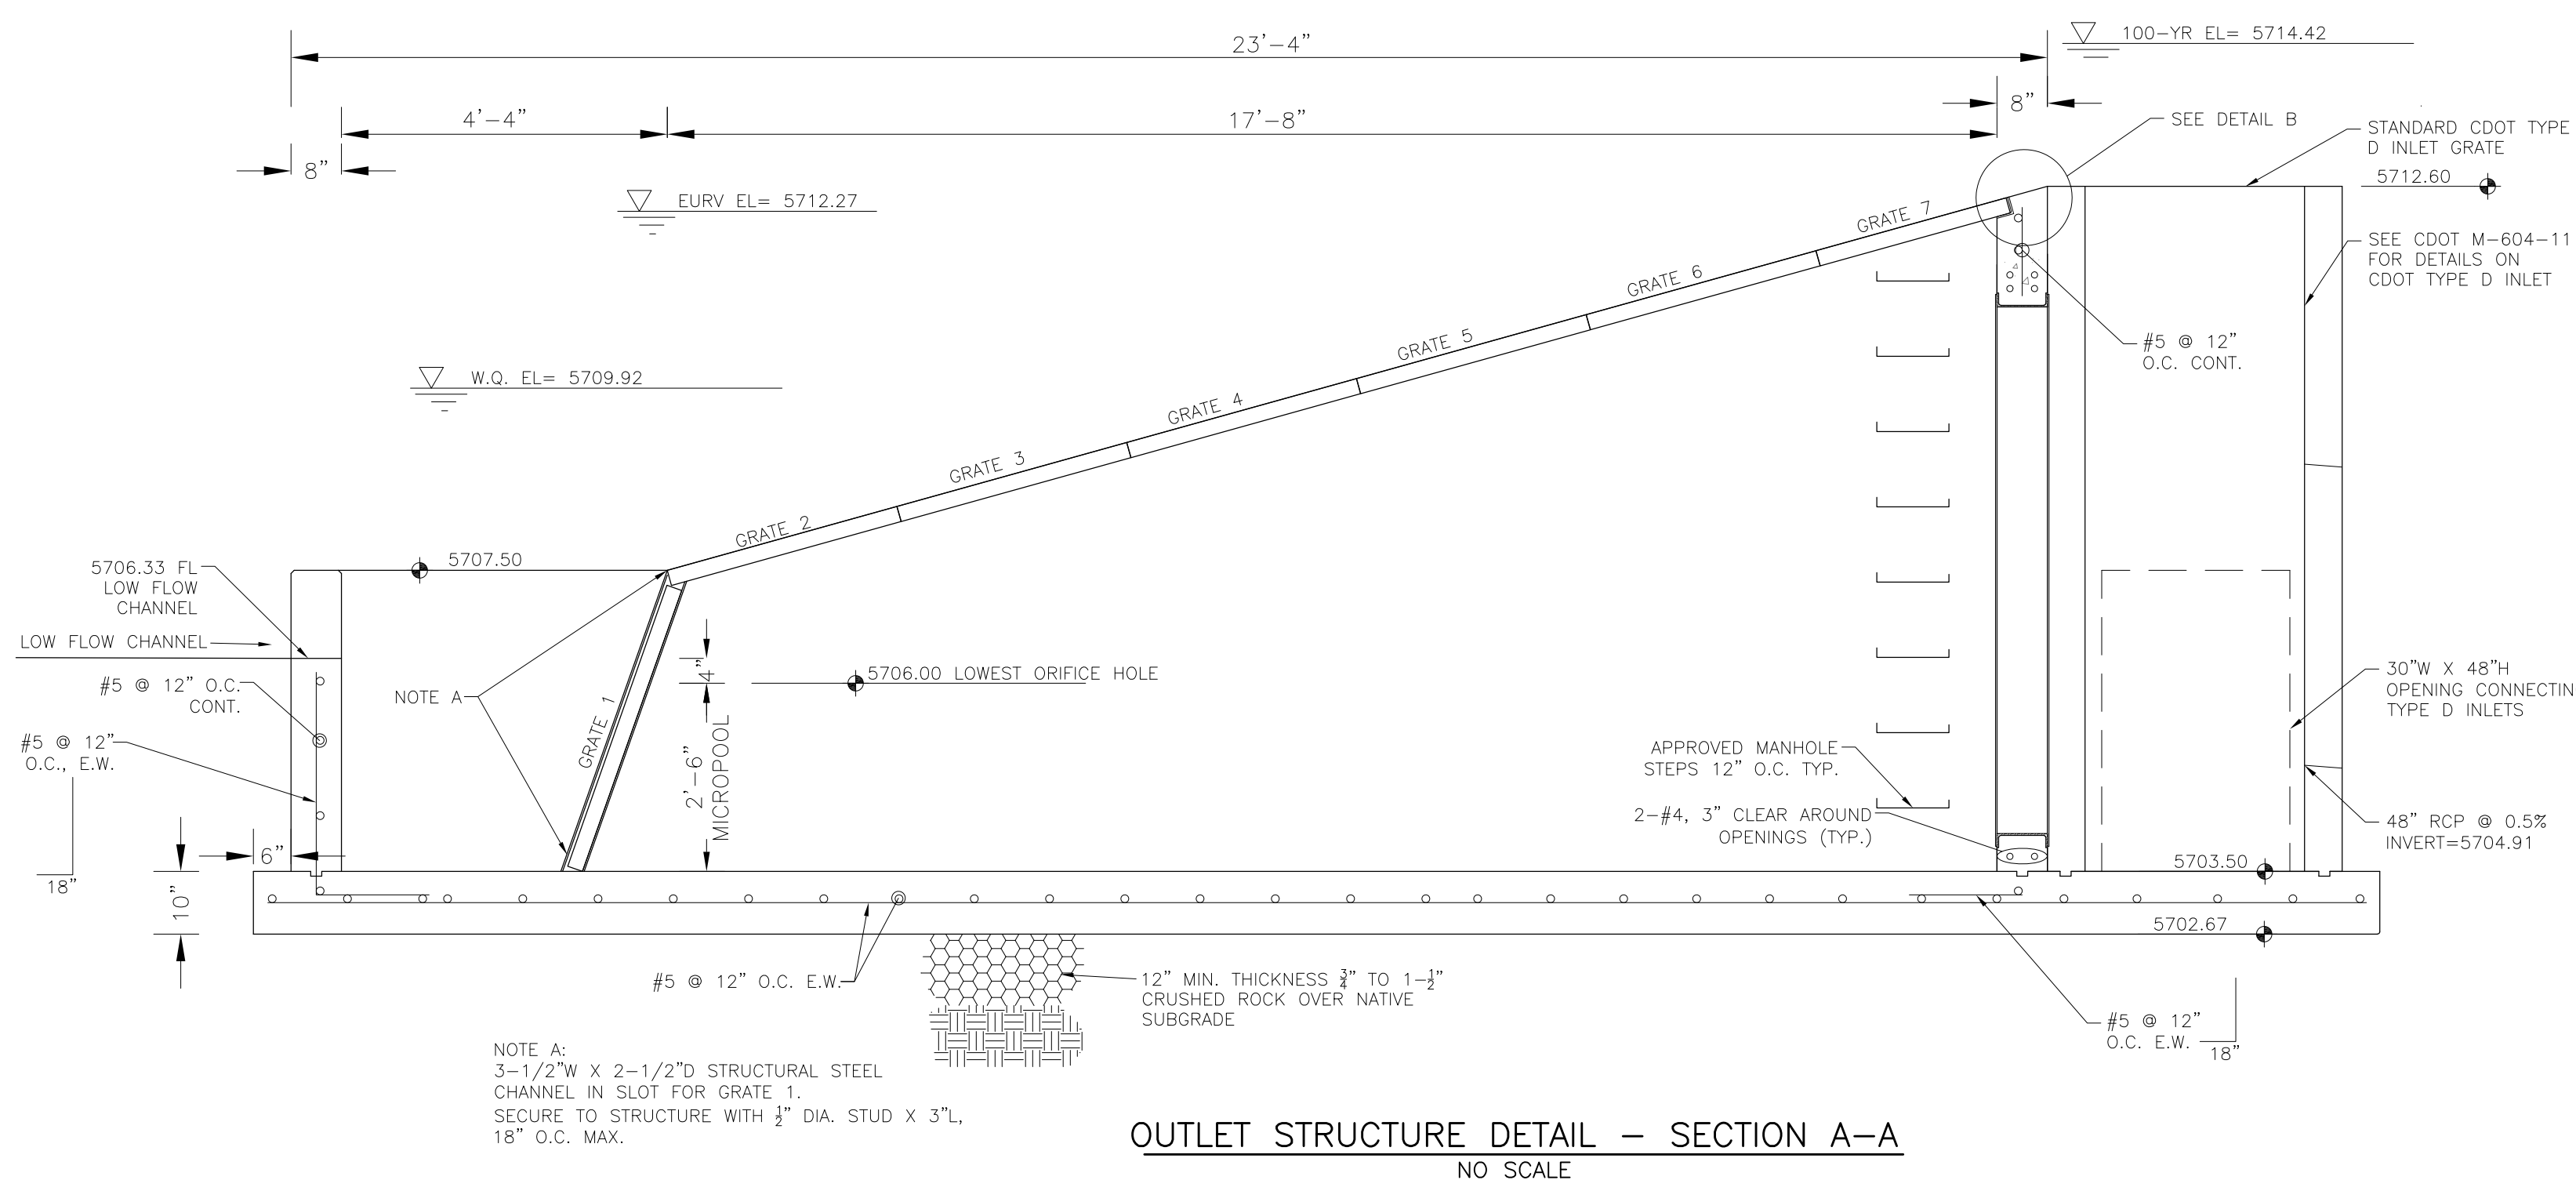 23'-4"
100-YR EL= 5714.42
4'-4"
17'-8"
8"
8"
SEE DETAIL B
STANDARD CDOT TYPE
D INLET GRATE
5712.60
EURV EL= 5712.27
GRATE 7
SEE CDOT M-604-11
FOR DETAILS ON
CDOT TYPE D INLET
GRATE 6
#5 @ 12"
O.C. CONT.
GRATE 5
W.Q. EL= 5709.92
GRATE 4
GRATE 3
GRATE 2
5707.50
5706.33 FL
LOW FLOW
CHANNEL
LOW FLOW CHANNEL
4"
5706.00 LOWEST ORIFICE HOLE
#5 @ 12" O.C.
CONT.
NOTE A
GRATE 1
30"W X 48"H
OPENING CONNECTIN
TYPE D INLETS
#5 @ 12"
O.C., E.W.
18"
2'-6"
MICROPOOL
APPROVED MANHOLE
STEPS 12" O.C. TYP.
2-#4, 3" CLEAR AROUND
OPENINGS (TYP.)
48" RCP @ 0.5%
INVERT=5704.91
6"
10"
5703.50
5702.67
#5 @ 12" O.C. E.W.
12" MIN. THICKNESS 3/4" TO 1-1/2"
CRUSHED ROCK OVER NATIVE
SUBGRADE
#5 @ 12"
O.C. E.W.
18"
NOTE A:
3-1/2"W X 2-1/2"D STRUCTURAL STEEL
CHANNEL IN SLOT FOR GRATE 1.
SECURE TO STRUCTURE WITH 1/2" DIA. STUD X 3"L,
18" O.C. MAX.
OUTLET STRUCTURE DETAIL - SECTION A-A
NO SCALE